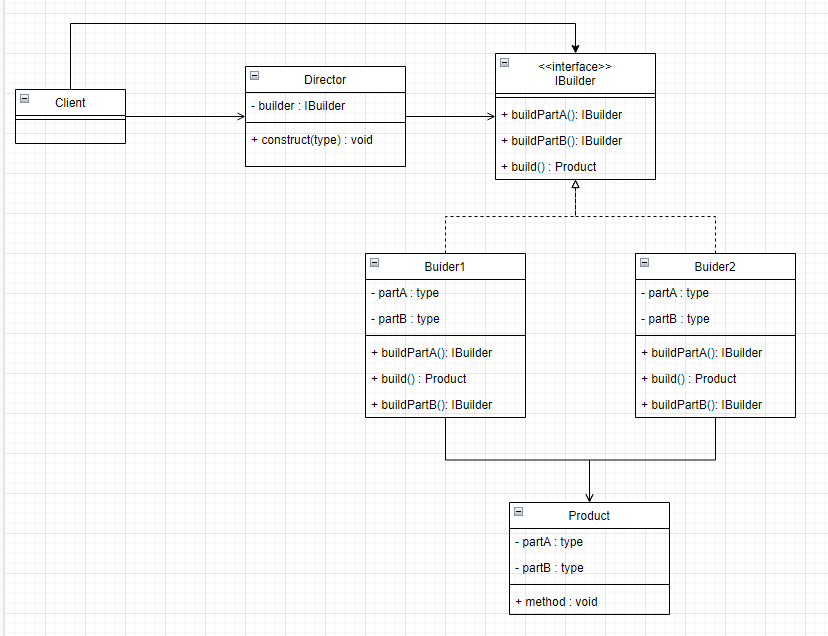 Client
Director
- builder : IBuilder
+ construct(type) : void
<<interface>>
IBuilder
+ buildPartA(): IBuilder
+ buildPartB(): IBuilder
+ build() : Product
Buider1
- partA : type
- partB : type
+ buildPartA(): IBuilder
+ build() : Product
+ buildPartB(): IBuilder
Buider2
- partA : type
- partB : type
+ buildPartA(): IBuilder
+ build() : Product
+ buildPartB(): IBuilder
Product
- partA : type
- partB : type
+ method : void